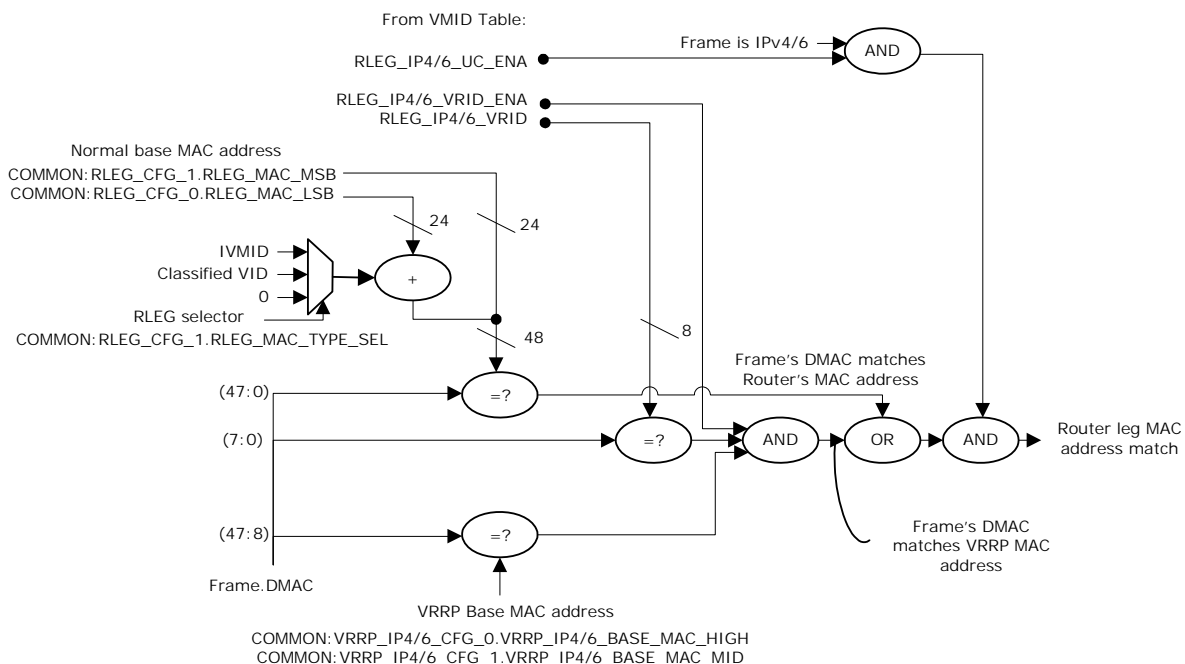 From VMID Table:
Frame is IPv4/6
AND
RLEG_IP4/6_UC_ENA
RLEG_IP4/6_VRID_ENA
RLEG_IP4/6_VRID
Normal base MAC address
COMMON:RLEG_CFG_1.RLEG_MAC_MSB
COMMON:RLEG_CFG_0.RLEG_MAC_LSB
24
24
IVMID
Classified VID
0
+
RLEG selector
COMMON:RLEG_CFG_1.RLEG_MAC_TYPE_SEL
48
8
Frame's DMAC matches
Router's MAC address
(47:0)
=?
(7:0)
=?
AND
OR
AND
Router leg MAC
address match
(47:8)
=?
Frame's DMAC
matches VRRP MAC
address
Frame.DMAC
VRRP Base MAC address
COMMON:VRRP_IP4/6_CFG_0.VRRP_IP4/6_BASE_MAC_HIGH
COMMON:VRRP_IP4/6_CFG_1.VRRP_IP4/6_BASE_MAC_MID